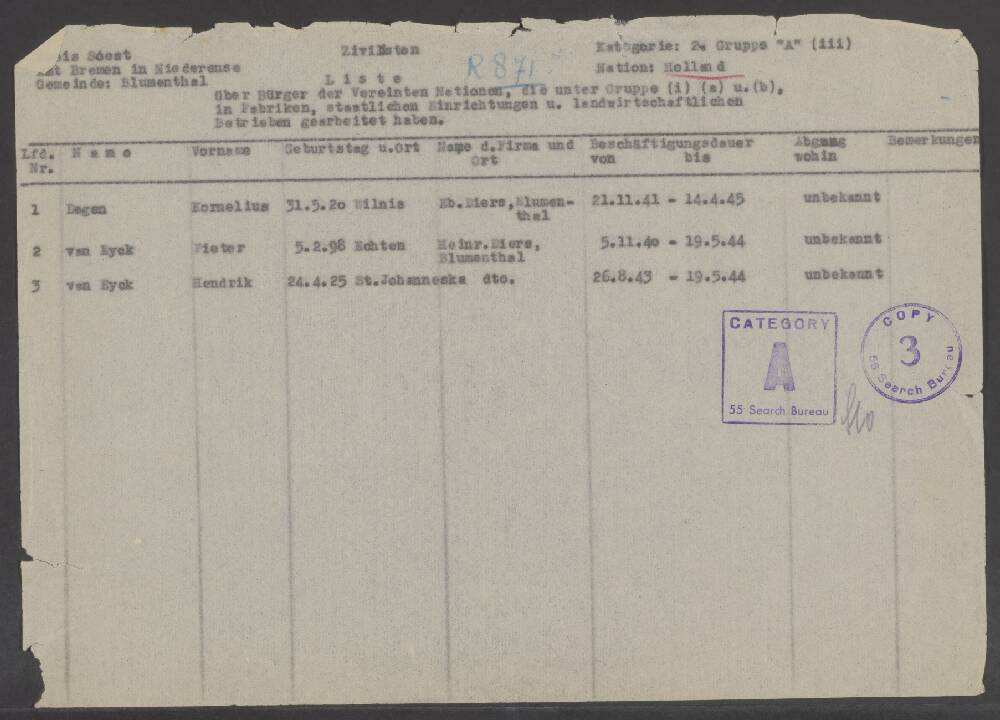 is Soest
Zivilisten
Kategorie: 2. Gruppe "A" (iii)
Amt Bremen in Niederense
R 871
Nation: Holland
Gemeinde: Blumenthal
Liste
über Bürger der Vereinten Nationen, die unter Gruppe (i) (a) u.(b),
in Fabriken, staatlichen Einrichtungen u. landwirtschaftlichen
Betrieben gearbeitet haben.
Lfd. Nr. Name Vorname Geburtstag u.Ort Name d.Firma und Ort Beschäftigungsdauer von bis Abgang wohin Bemerkungen
1 Degen Kornelius 31.5.20 Wilnis Eb.Diers,Blumen-thal 21.11.41 - 14.4.45 unbekannt
2 van Eyck Pieter 5.2.98 Echten Heinr.Diers, Blumenthal 5.11.40 - 19.5.44 unbekannt
3 van Eyck Hendrik 24.4.25 St.Johanneska dto. 26.8.43 - 19.5.44 unbekannt
CATEGORY
A
55 Search Bureau
COPY
3
55 Search Bureau